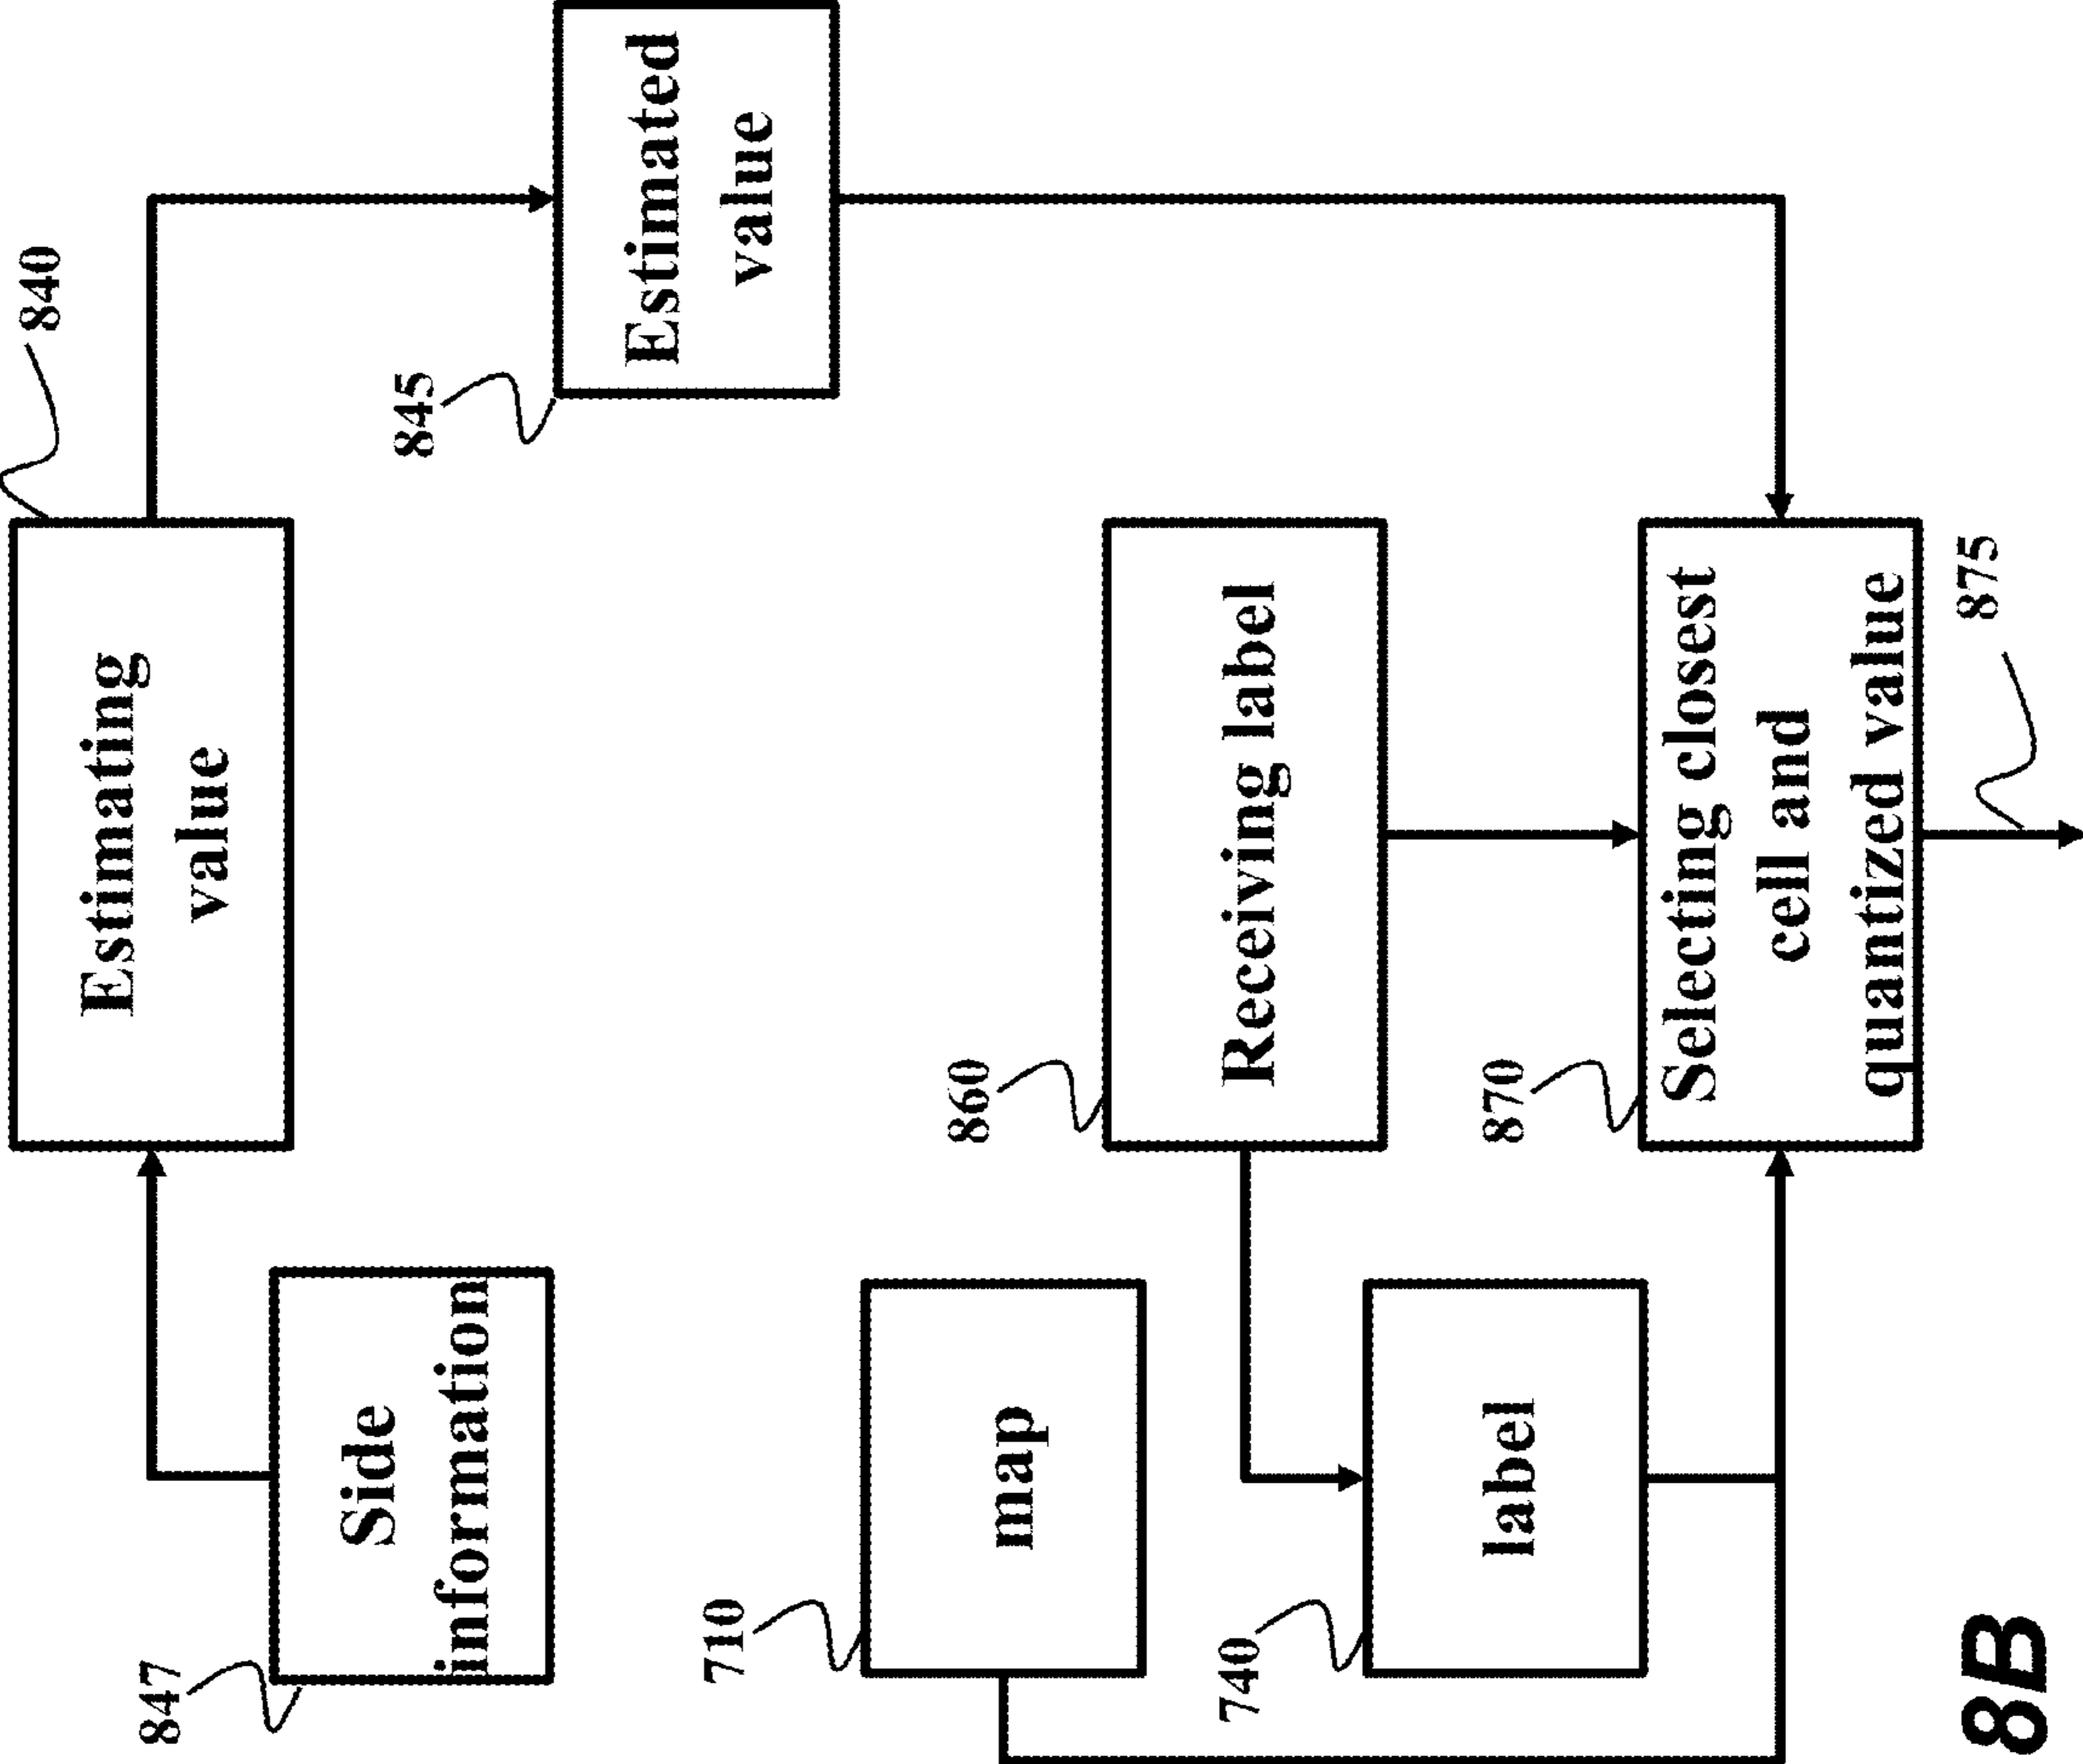 840
Estimating
value
847
Side
information
845
Estimated
value
710
map
860
Receiving label
740
label
870
Selecting closest
cell and
quantized value
875
8B